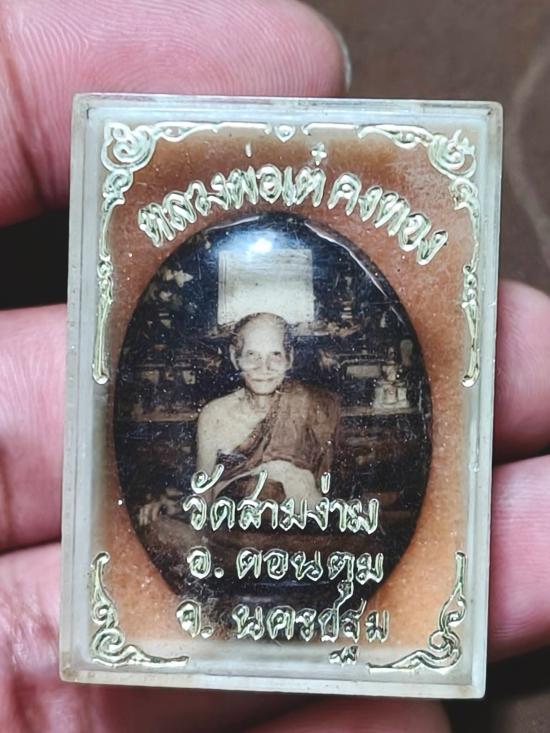 หลวงพ่อเต๋ คงทอง
วัดสามง่าม
อ. ดอนตูม
จ. นครปฐม